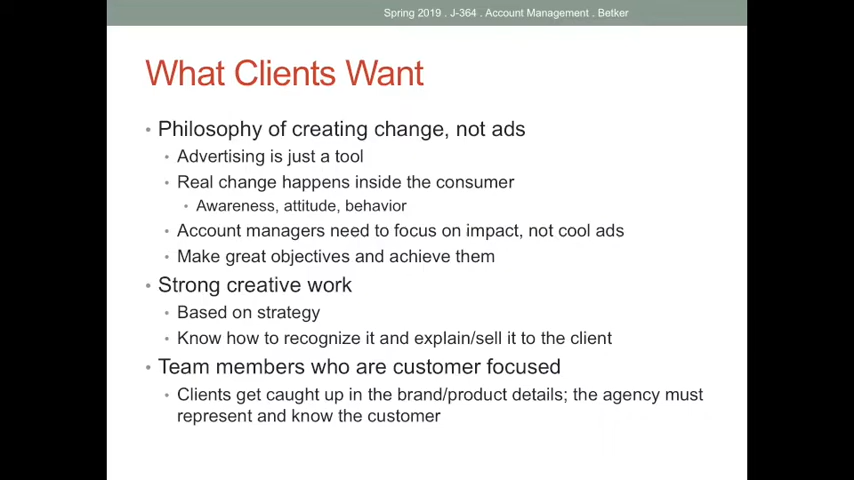 Spring 2019 . J-364 . Account Management . Betker
What Clients Want
• Philosophy of creating change, not ads
• Advertising is just a tool
• Real change happens inside the consumer
• Awareness, attitude, behavior
• Account managers need to focus on impact, not cool ads
• Make great objectives and achieve them
• Strong creative work
• Based on strategy
• Know how to recognize it and explain/sell it to the client
• Team members who are customer focused
• Clients get caught up in the brand/product details; the agency must
represent and know the customer